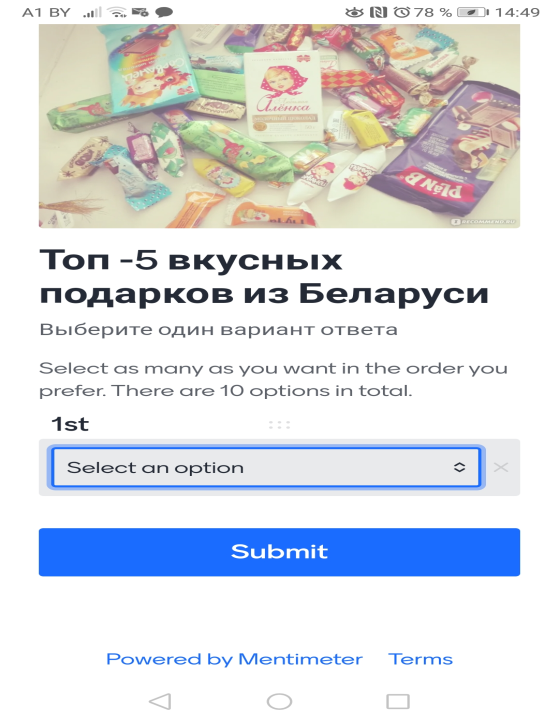 A1 BY
78 %
14:49
Алёнка
PLAN B
Топ -5 вкусных
подарков из Беларуси
Выберите один вариант ответа
Select as many as you want in the order you
prefer. There are 10 options in total.
1st
Select an option
Submit
Powered by Mentimeter
Terms